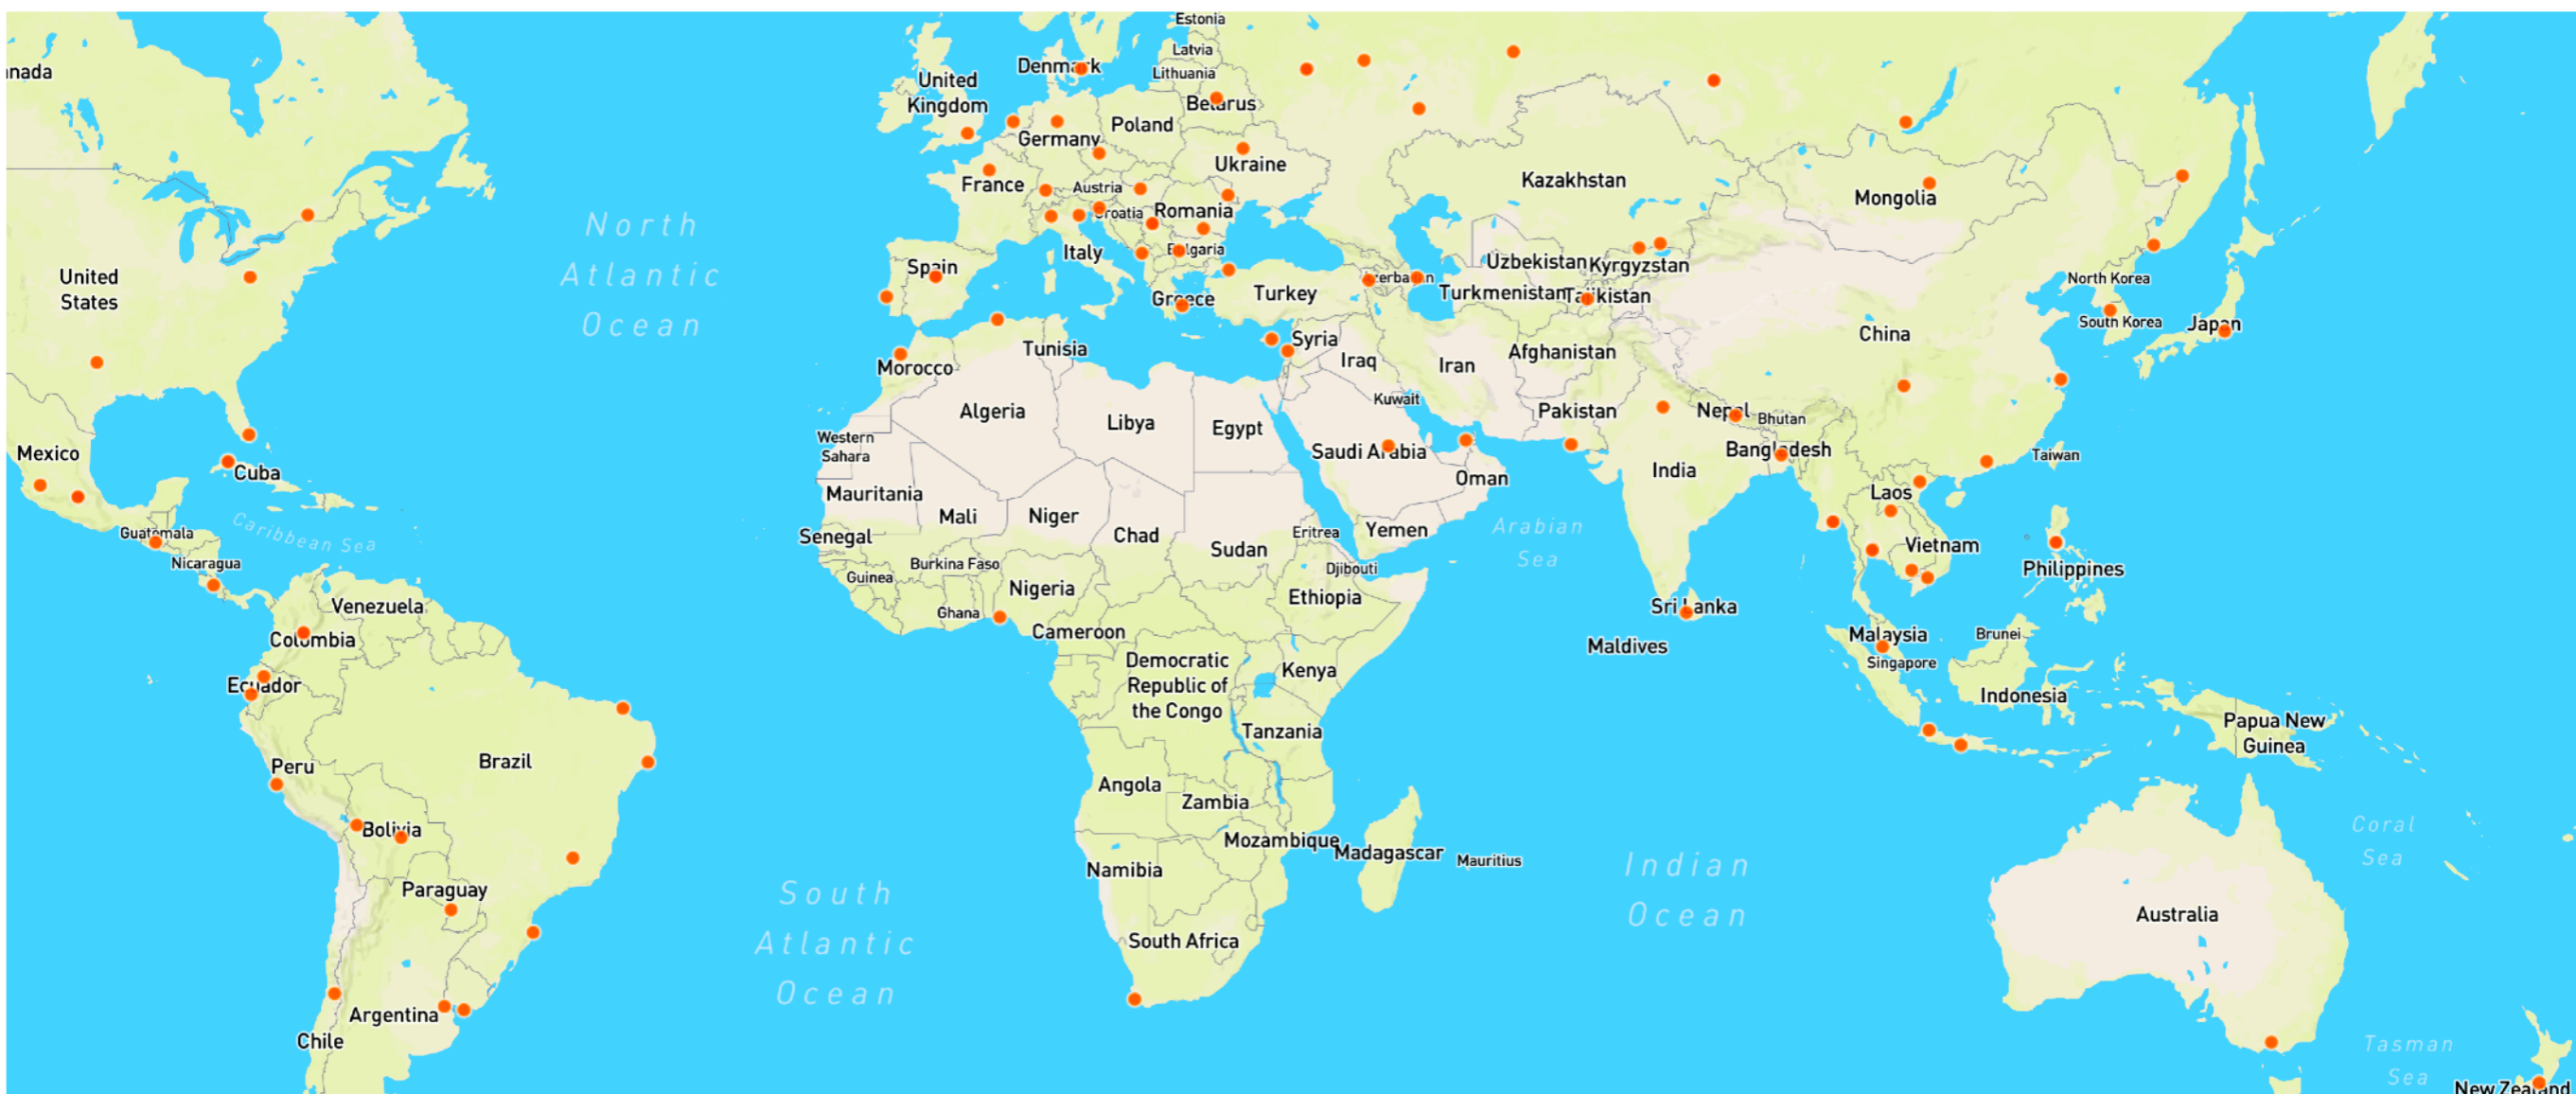 Estonia
Latvia
Lithuania
Denmark
United
Kingdom
Belarus
Poland
Germany
Ukraine
France
Austria
Croatia
Romania
Italy
Bulgaria
Spain
Greece
Turkey
Azerbaijan
Kazakhstan
Mongolia
Uzbekistan
Kyrgyzstan
Turkmenistan
Tajikistan
North Korea
South Korea
Japan
China
anada
United
States
North
Atlantic
Ocean
Mexico
Cuba
Caribbean Sea
Guatemala
Nicaragua
Morocco
Tunisia
Syria
Iraq
Iran
Afghanistan
Kuwait
Pakistan
Nepal
Bhutan
Algeria
Libya
Egypt
Western
Sahara
Saudi Arabia
Bangladesh
Taiwan
India
Oman
Mauritania
Mali
Niger
Chad
Sudan
Eritrea
Yemen
Arabian
Sea
Laos
Vietnam
Philippines
Senegal
Guinea
Burkina Faso
Nigeria
Djibouti
Ethiopia
Ghana
Cameroon
Sri Lanka
Maldives
Malaysia
Singapore
Brunei
Indonesia
Papua New
Guinea
Venezuela
Colombia
Ecuador
Peru
Brazil
Bolivia
Paraguay
Argentina
Chile
Democratic
Republic of
the Congo
Kenya
Tanzania
Angola
Zambia
Mozambique
Madagascar
Mauritius
Namibia
South Africa
South
Atlantic
Ocean
Indian
Ocean
Coral
Sea
Australia
Tasman
Sea
New Zealand